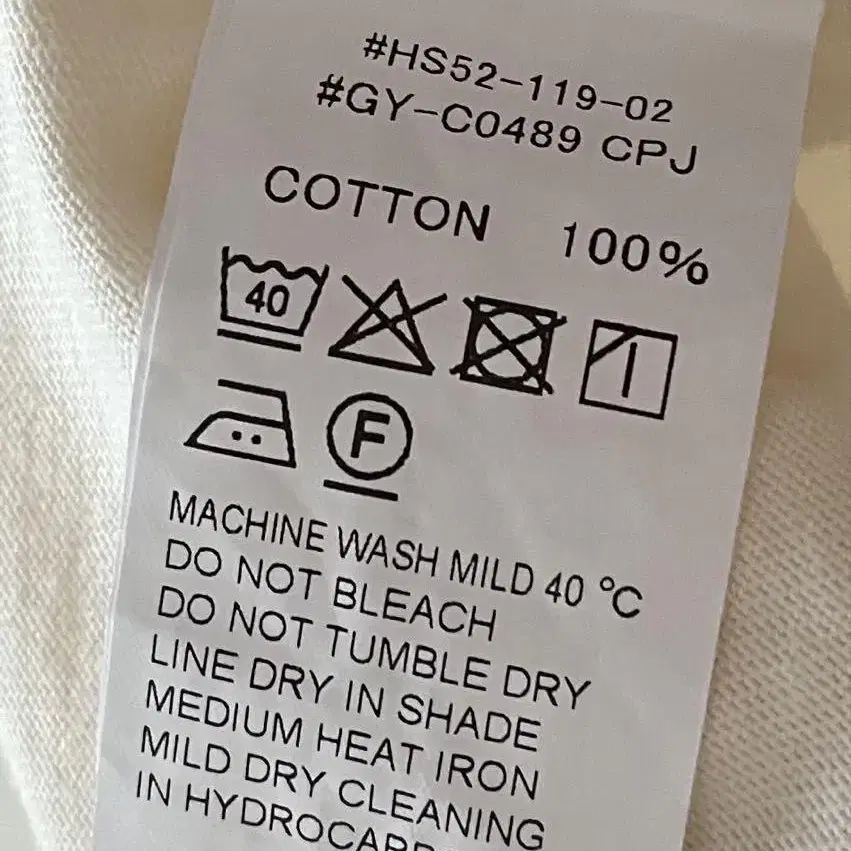 #HS52-119-02
#GY-C0489 CPJ
COTTON 100%
40
F
MACHINE WASH MILD 40 °C
DO NOT BLEACH
DO NOT TUMBLE DRY
LINE DRY IN SHADE
MEDIUM HEAT IRON
MILD DRY CLEANING
IN